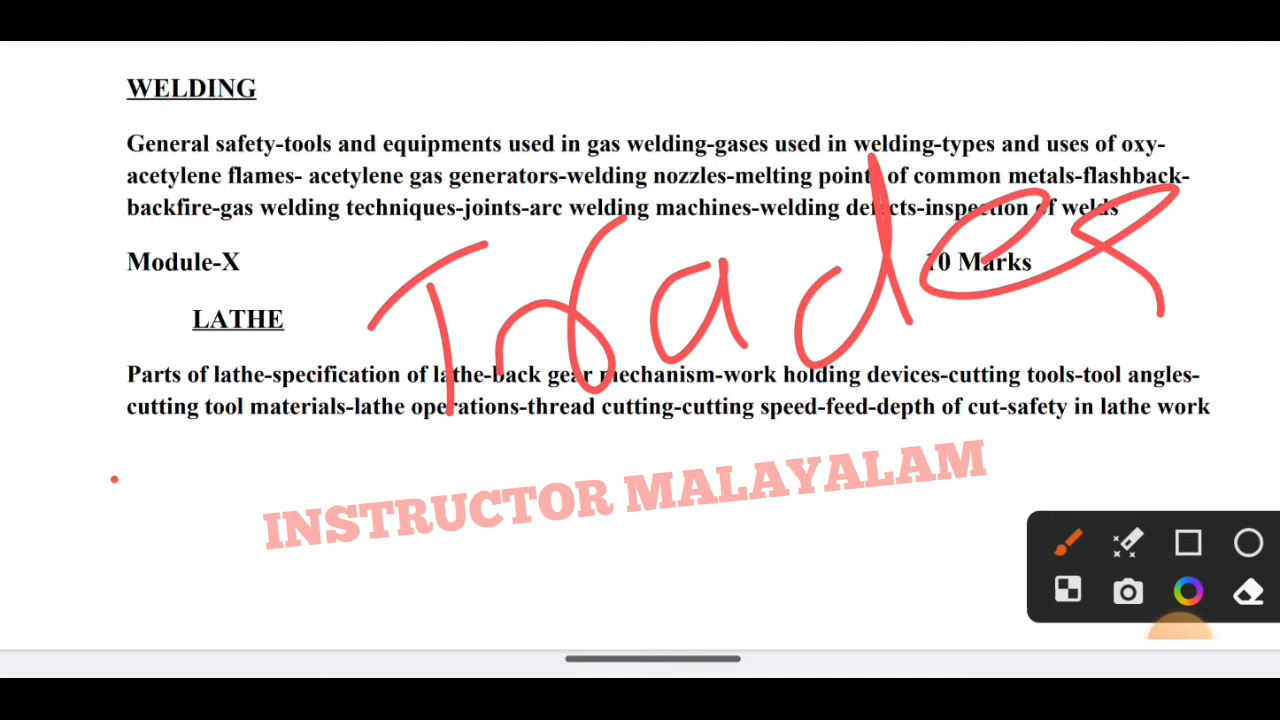 WELDING
General safety-tools and equipments used in gas welding-gases used in welding-types and uses of oxy-
acetylene flames- acetylene gas generators-welding nozzles-melting points of common metals-flashback-
backfire-gas welding techniques-joints-arc welding machines-welding defects-inspection of welds
Module-X 10 Marks
Trades
LATHE
Parts of lathe-specification of lathe-back gear mechanism-work holding devices-cutting tools-tool angles-
cutting tool materials-lathe operations-thread cutting-cutting speed-feed-depth of cut-safety in lathe work
INSTRUCTOR MALAYALAM